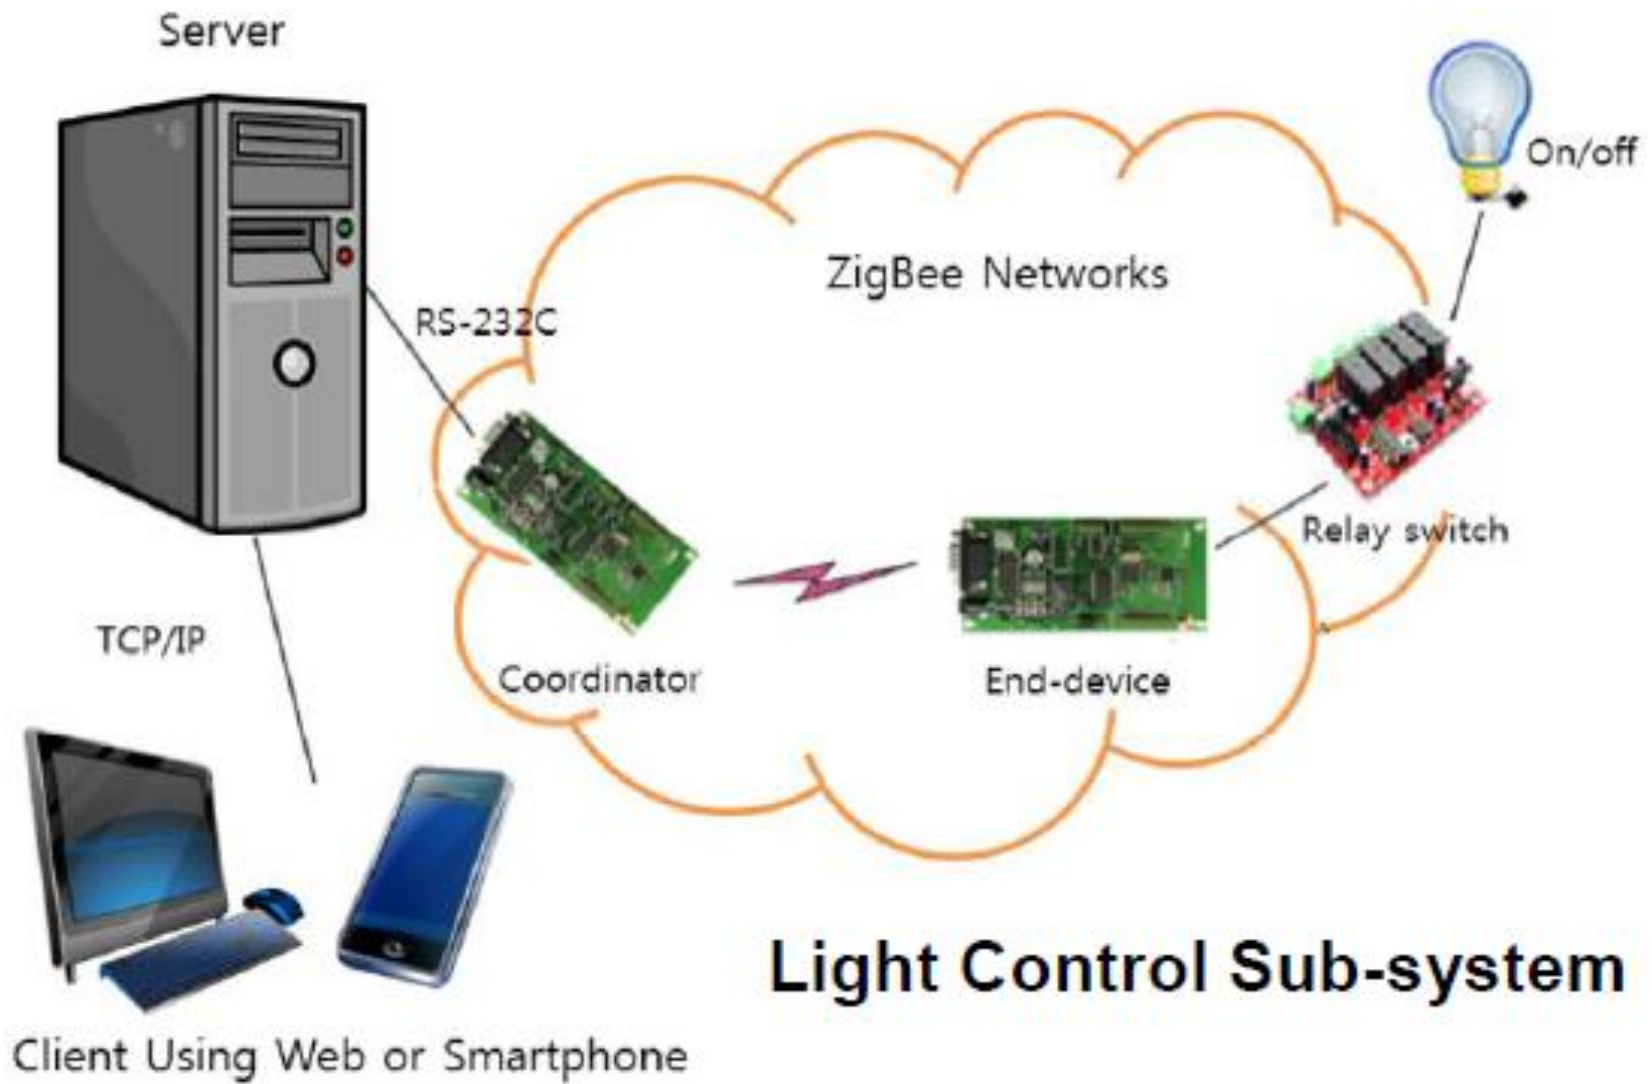 Server
On/off
ZigBee Networks
RS-232C
Relay switch
TCP/IP
Coordinator
End-device
Light Control Sub-system
Client Using Web or Smartphone